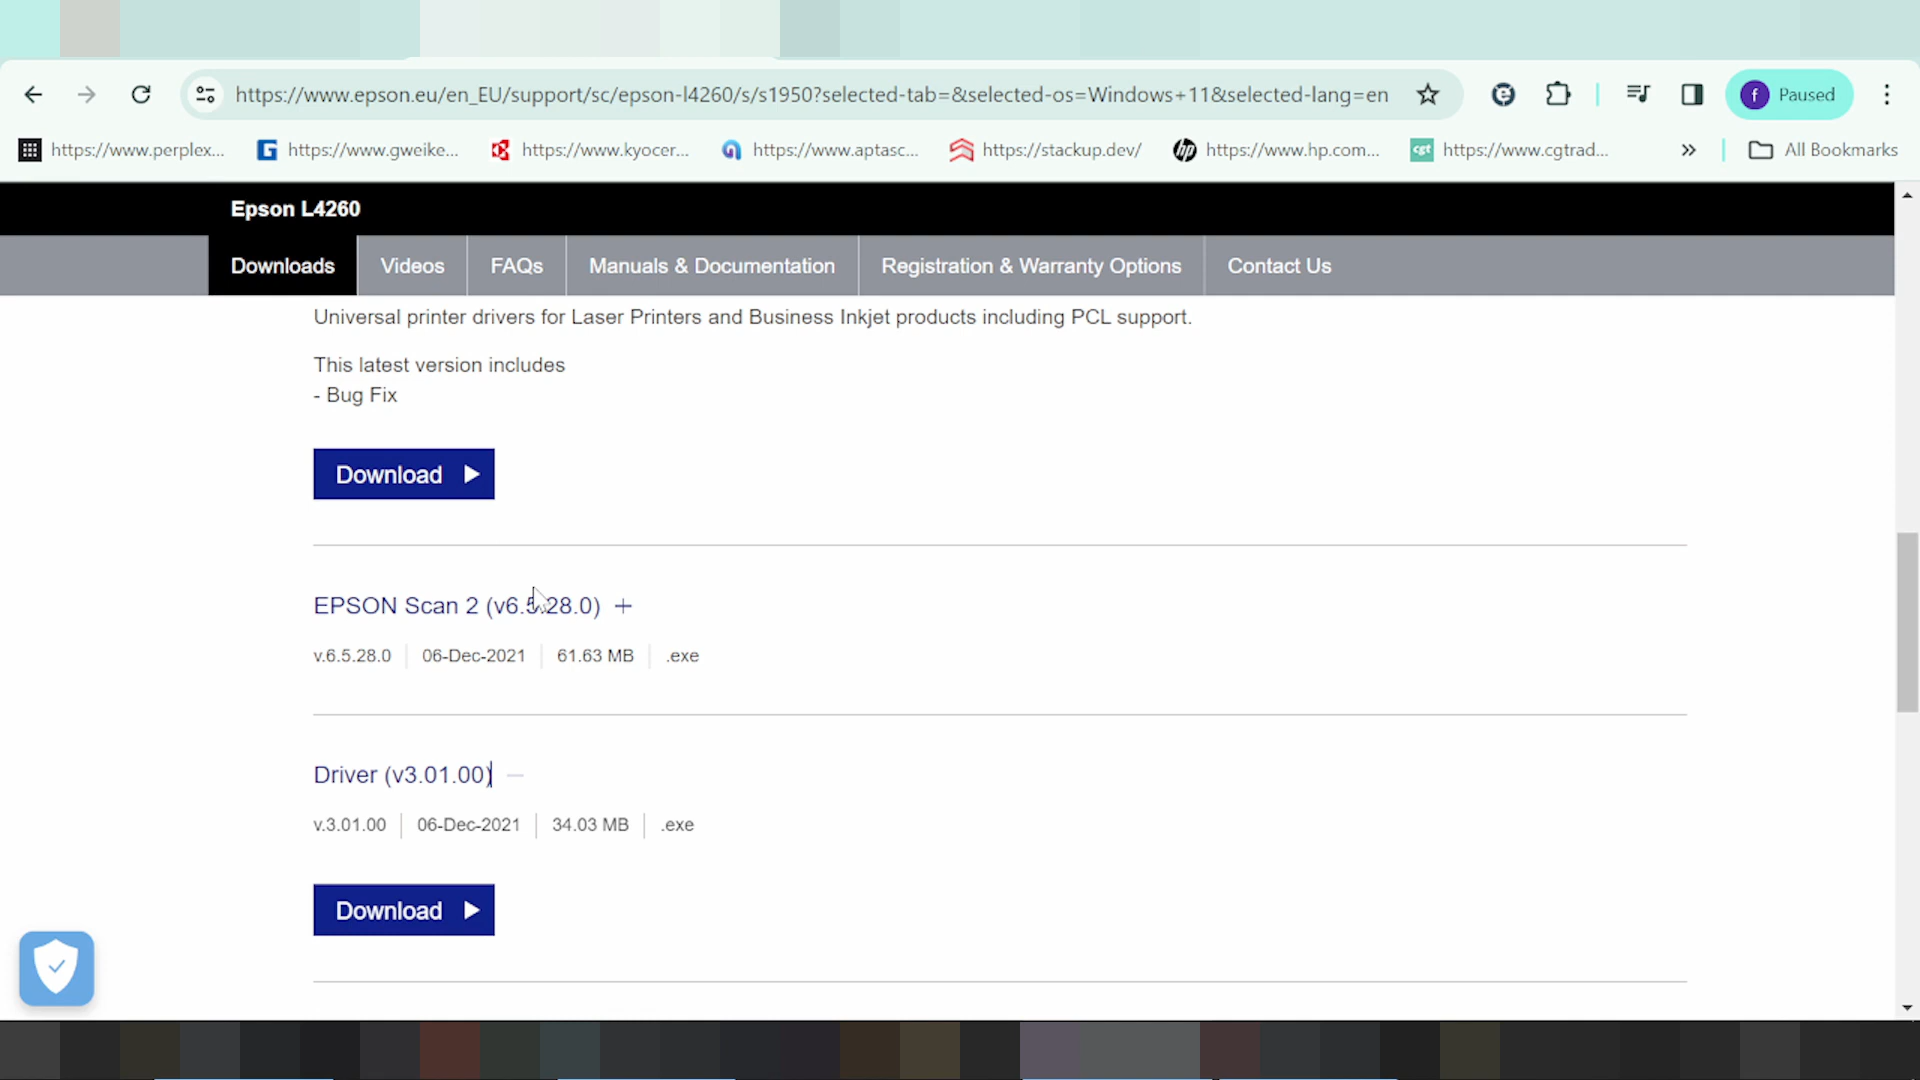 https://www.epson.eu/en_EU/support/sc/epson-l4260/s/s1950?selected-tab=&selected-os=Windows+11&selected-lang=en
f Paused
https://www.perplex... G https://www.gweike... https://www.kyocer... https://www.aptasc... https://stackup.dev/ hp https://www.hp.com... cgt https://www.cgtrad... » All Bookmarks
Epson L4260
Downloads Videos FAQs Manuals & Documentation Registration & Warranty Options Contact Us
Universal printer drivers for Laser Printers and Business Inkjet products including PCL support.
This latest version includes
- Bug Fix
Download
EPSON Scan 2 (v6.5.28.0) +
v.6.5.28.0 06-Dec-2021 61.63 MB .exe
Driver (v3.01.00) –
v.3.01.00 06-Dec-2021 34.03 MB .exe
Download